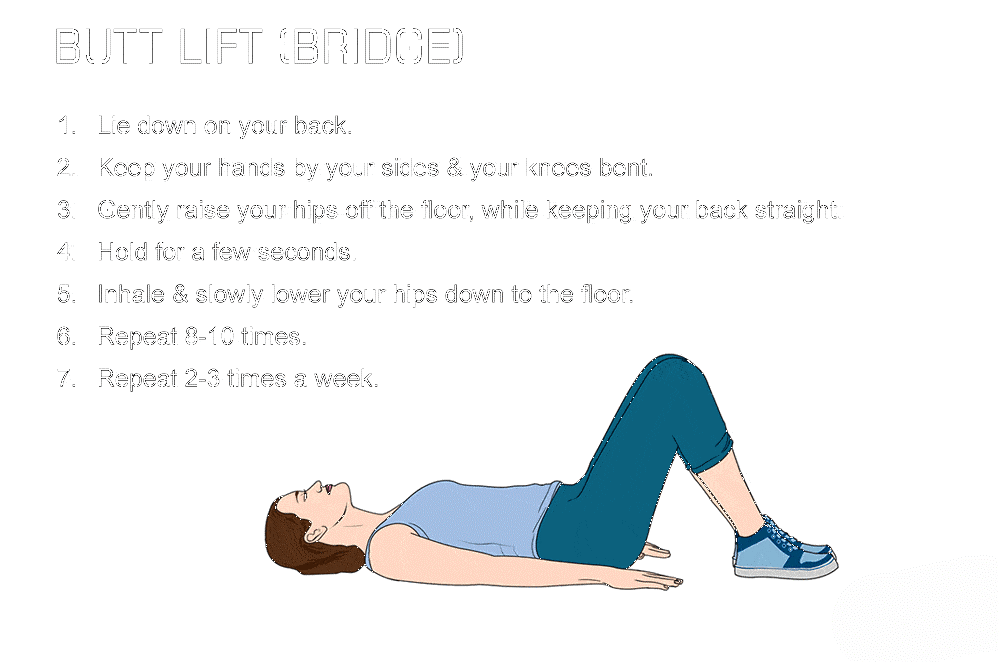 BUTT LIFT (BRIDGE)
1. Lie down on your back.
2. Keep your hands by your sides & your knees bent.
3. Gently raise your hips off the floor, while keeping your back straight.
4. Hold for a few seconds.
5. Inhale & slowly lower your hips down to the floor.
6. Repeat 8-10 times.
7. Repeat 2-3 times a week.